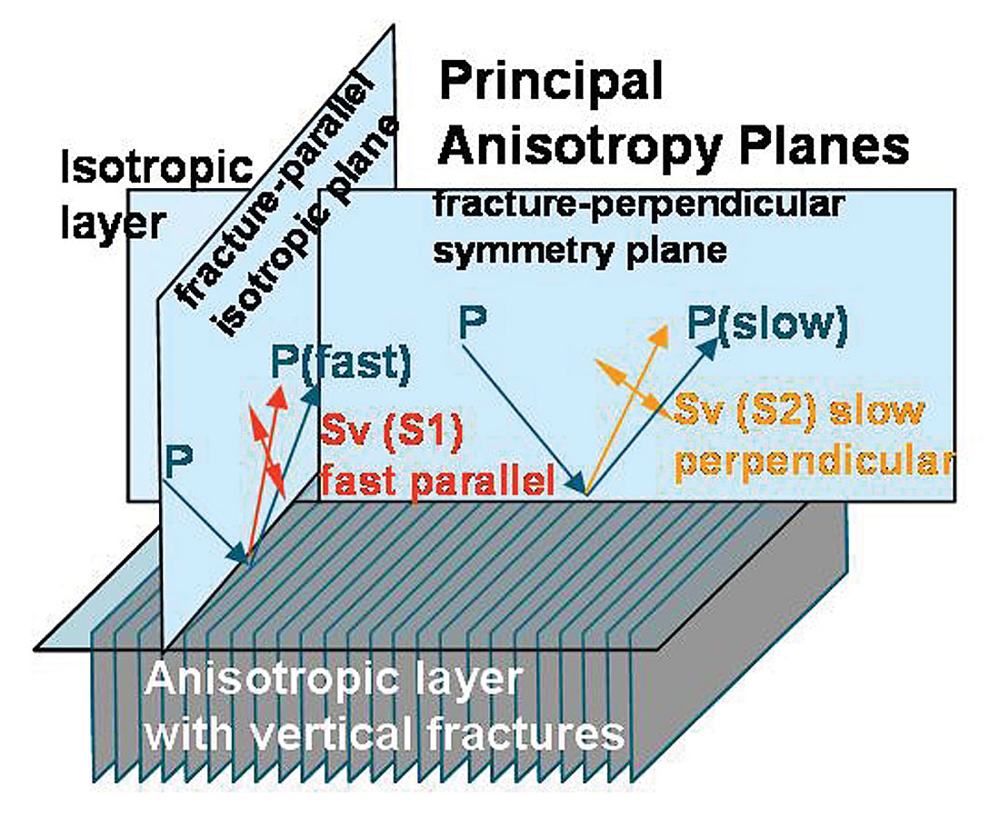 Principal
Anisotropy Planes
Isotropic
layer
fracture-parallel
isotropic plane
fracture-perpendicular
symmetry plane
P
P(slow)
P(fast)
Sv (S1)
fast parallel
Sv (S2) slow
perpendicular
P
Anisotropic layer
with vertical fractures